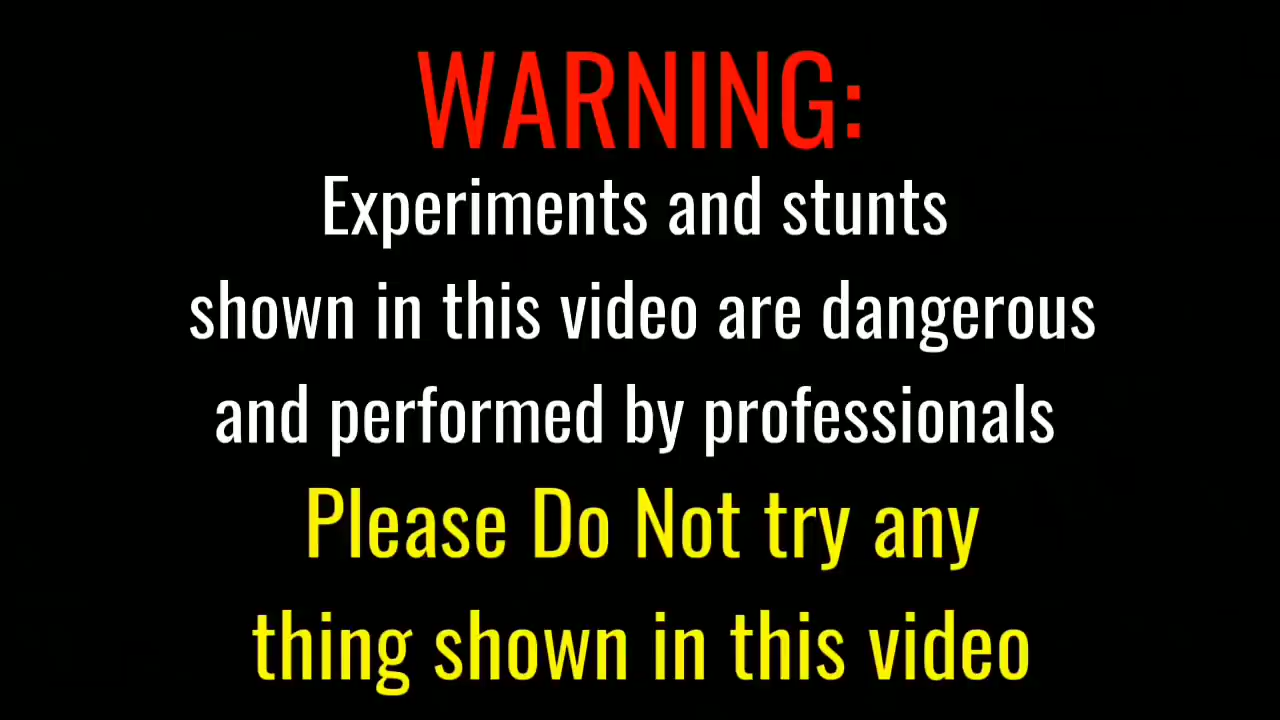 WARNING:
Experiments and stunts
shown in this video are dangerous
and performed by professionals
Please Do Not try any
thing shown in this video